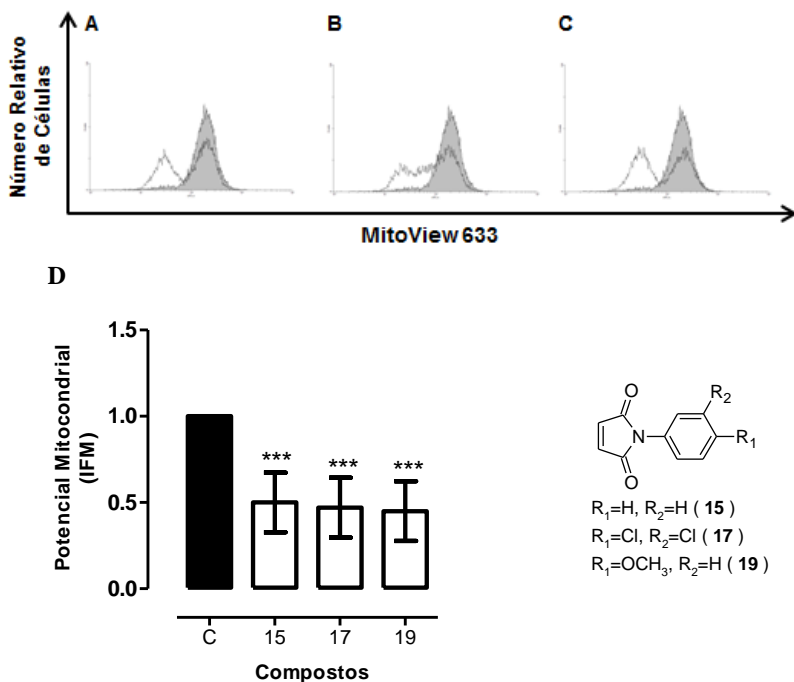 A
B
C
Número Relativo
de Células
MitoView 633
D
1.5
1.0
0.5
0.0
Potencial Mitocondrial
(IFM)
***
***
***
C
15
17
19
Compostos
O
N
O
R2
R1
R1=H, R2=H ( 15 )
R1=Cl, R2=Cl ( 17 )
R1=OCH3, R2=H ( 19 )